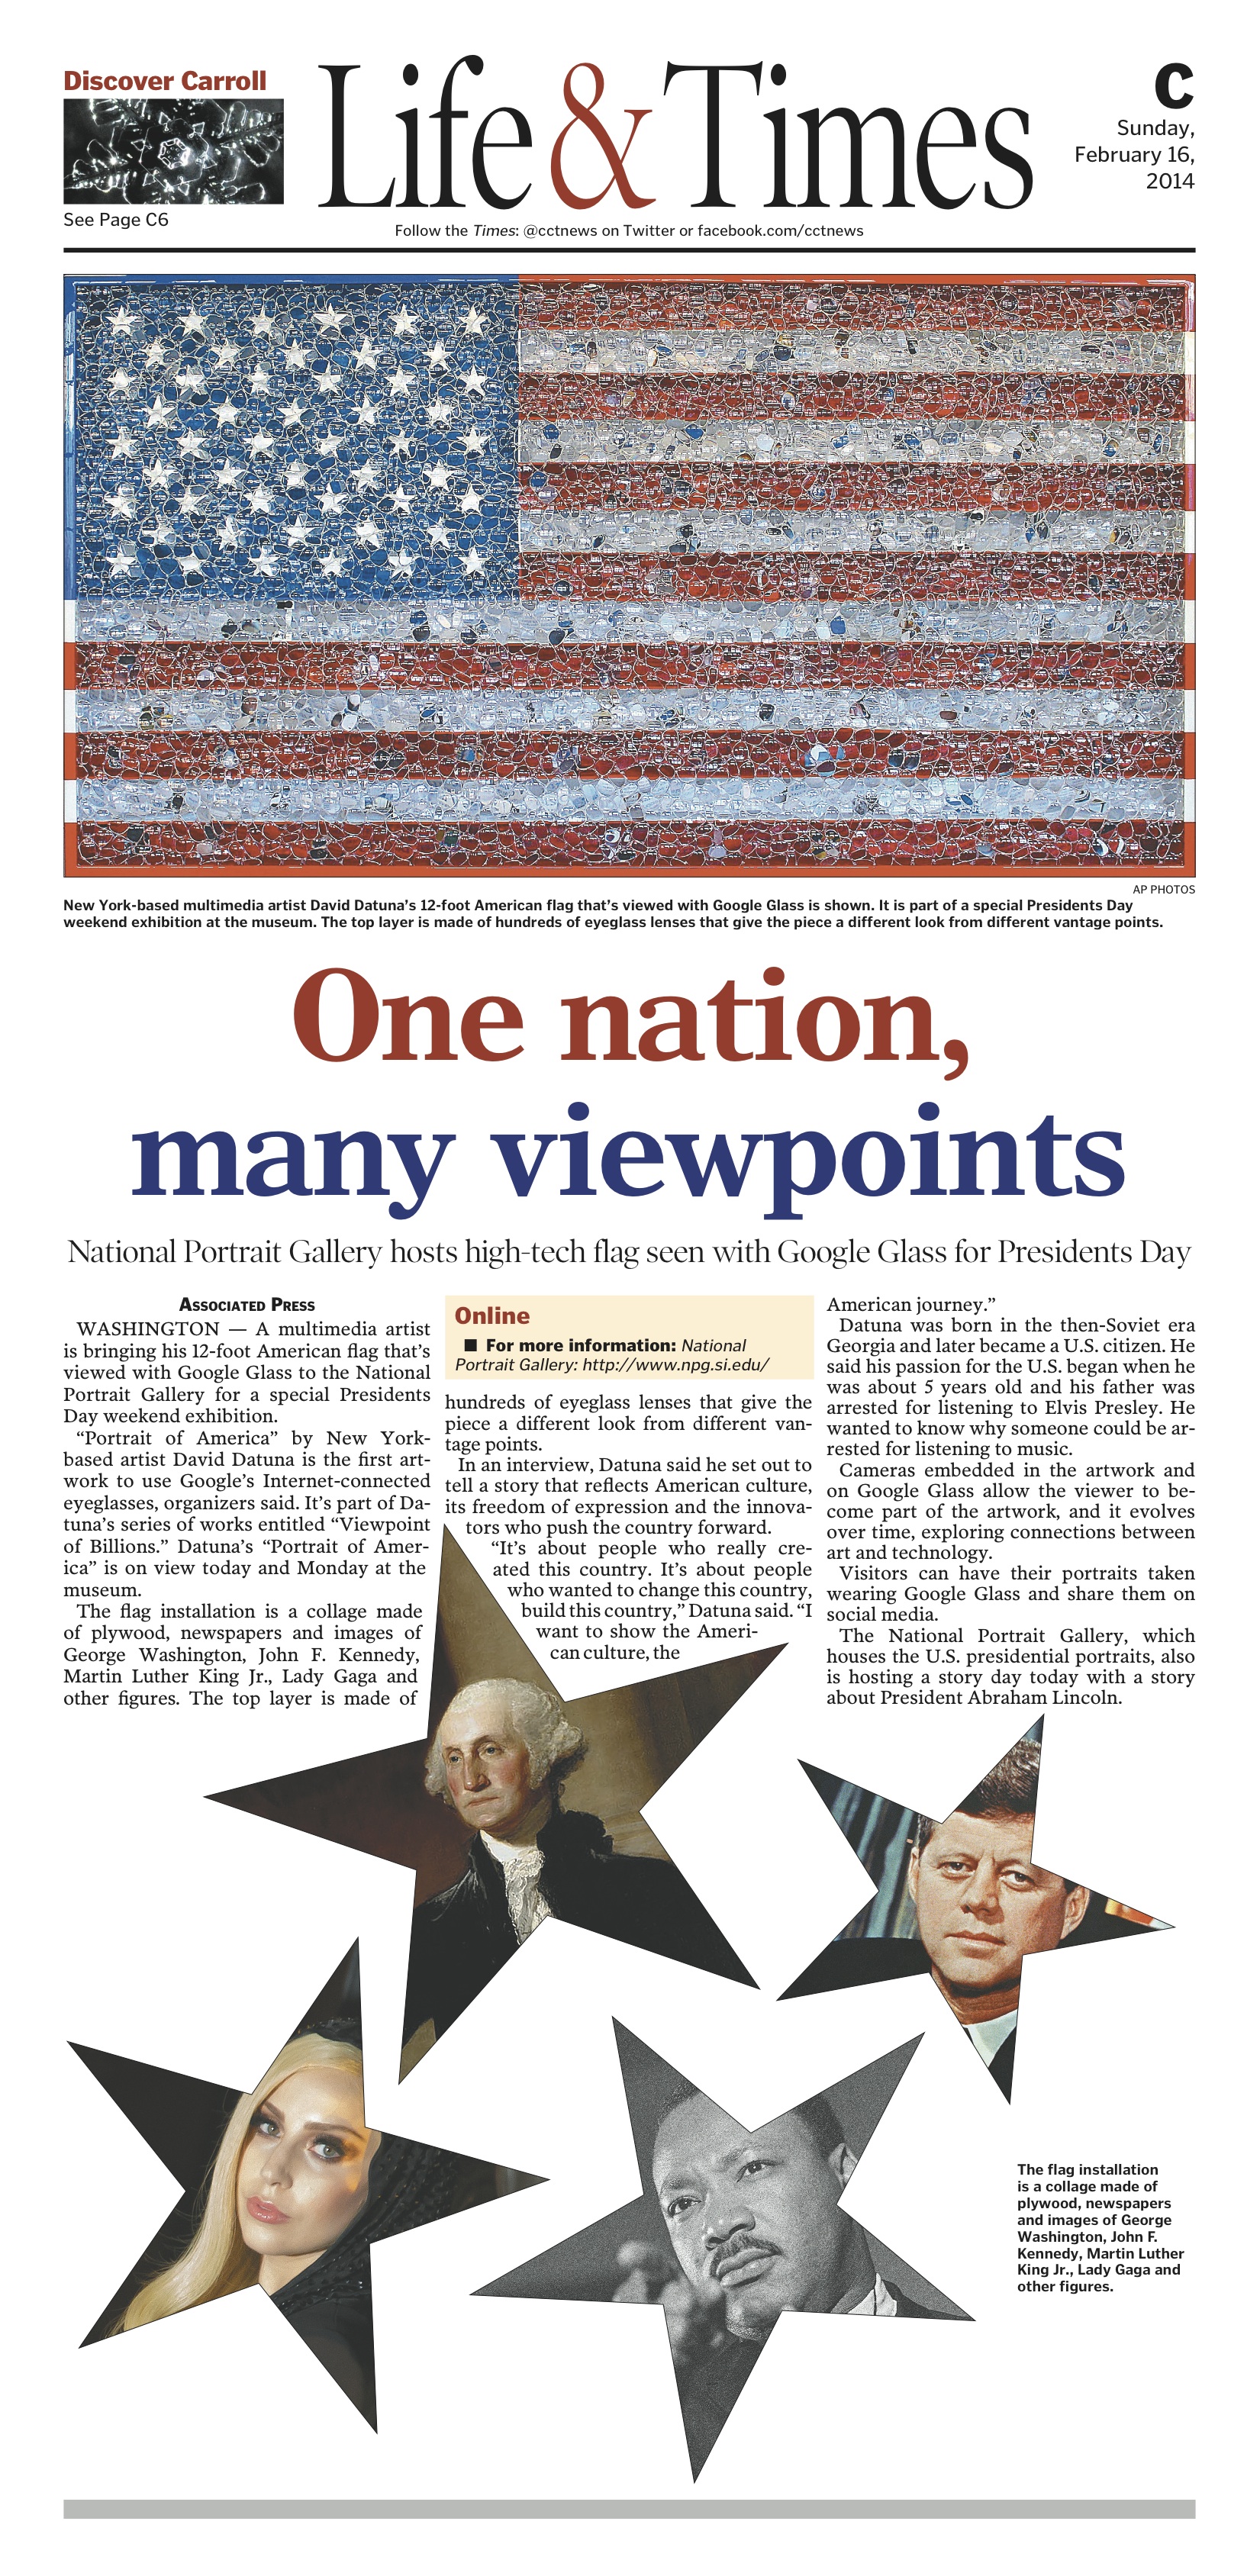 Discover Carroll
See Page C6
Life & Times
Follow the Times: @cctnews on Twitter or facebook.com/cctnews
C
Sunday,
February 16,
2014
AP PHOTOS
New York-based multimedia artist David Datuna’s 12-foot American flag that’s viewed with Google Glass is shown. It is part of a special Presidents Day
weekend exhibition at the museum. The top layer is made of hundreds of eyeglass lenses that give the piece a different look from different vantage points.
One nation,
many viewpoints
National Portrait Gallery hosts high-tech flag seen with Google Glass for Presidents Day
Associated Press
WASHINGTON — A multimedia artist
is bringing his 12-foot American flag that’s
viewed with Google Glass to the National
Portrait Gallery for a special Presidents
Day weekend exhibition.
“Portrait of America” by New York-
based artist David Datuna is the first art-
work to use Google’s Internet-connected
eyeglasses, organizers said. It’s part of Da-
tuna’s series of works entitled “Viewpoint
of Billions.” Datuna’s “Portrait of Amer-
ica” is on view today and Monday at the
museum.
The flag installation is a collage made
of plywood, newspapers and images of
George Washington, John F. Kennedy,
Martin Luther King Jr., Lady Gaga and
other figures. The top layer is made of
Online
■ For more information: National
Portrait Gallery: http://www.npg.si.edu/
hundreds of eyeglass lenses that give the
piece a different look from different van-
tage points.
In an interview, Datuna said he set out to
tell a story that reflects American culture,
its freedom of expression and the innova-
tors who push the country forward.
“It’s about people who really cre-
ated this country. It’s about people
who wanted to change this country,
build this country,” Datuna said. “I
want to show the Ameri-
can culture, the
American journey.”
Datuna was born in the then-Soviet era
Georgia and later became a U.S. citizen. He
said his passion for the U.S. began when he
was about 5 years old and his father was
arrested for listening to Elvis Presley. He
wanted to know why someone could be ar-
rested for listening to music.
Cameras embedded in the artwork and
on Google Glass allow the viewer to be-
come part of the artwork, and it evolves
over time, exploring connections between
art and technology.
Visitors can have their portraits taken
wearing Google Glass and share them on
social media.
The National Portrait Gallery, which
houses the U.S. presidential portraits, also
is hosting a story day today with a story
about President Abraham Lincoln.
The flag installation
is a collage made of
plywood, newspapers
and images of George
Washington, John F.
Kennedy, Martin Luther
King Jr., Lady Gaga and
other figures.